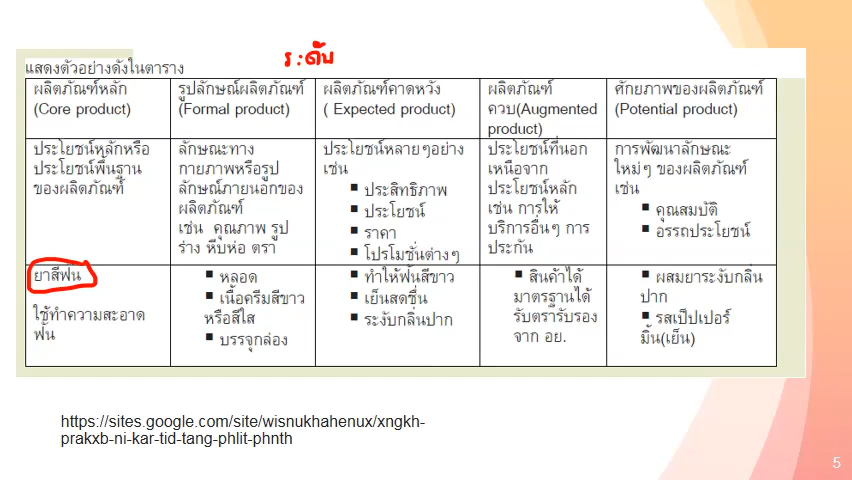 ระดับ
แสดงตัวอย่างดังในตาราง
ผลิตภัณฑ์หลัก
(Core product)
รูปลักษณ์ผลิตภัณฑ์
(Formal product)
ผลิตภัณฑ์คาดหวัง
( Expected product)
ผลิตภัณฑ์
ควบ(Augmented
product)
ศักยภาพของผลิตภัณฑ์
(Potential product)
ประโยชน์หลักหรือ
ประโยชน์พื้นฐาน
ของผลิตภัณฑ์
ลักษณะทาง
กายภาพหรือรูป
ลักษณ์ภายนอกของ
ผลิตภัณฑ์
เช่น คุณภาพ รูป
ร่าง หีบห่อ ตรา
ประโยชน์หลายๆอย่าง
เช่น
▪ ประสิทธิภาพ
▪ ประโยชน์
▪ ราคา
▪ โปรโมชั่นต่างๆ
ประโยชน์ที่นอก
เหนือจาก
ประโยชน์หลัก
เช่น การให้
บริการอื่นๆ การ
ประกัน
การพัฒนาลักษณะ
ใหม่ๆ ของผลิตภัณฑ์
เช่น
▪ คุณสมบัติ
▪ อรรถประโยชน์
ยาสีฟัน
ใช้ทำความสะอาด
ฟัน
▪ หลอด
▪ เนื้อครีมสีขาว
หรือสีใส
▪ บรรจุกล่อง
▪ ทำให้ฟันสีขาว
▪ เย็นสดชื่น
▪ ระงับกลิ่นปาก
▪ สินค้าได้
มาตรฐานได้
รับตรารับรอง
จาก อย.
▪ ผสมยาระงับกลิ่น
ปาก
▪ รสเป็ปเปอร์
มิ้น(เย็น)
https://sites.google.com/site/wisnukhahenux/xngkh-
prakxb-ni-kar-tid-tang-phlit-phnth
5